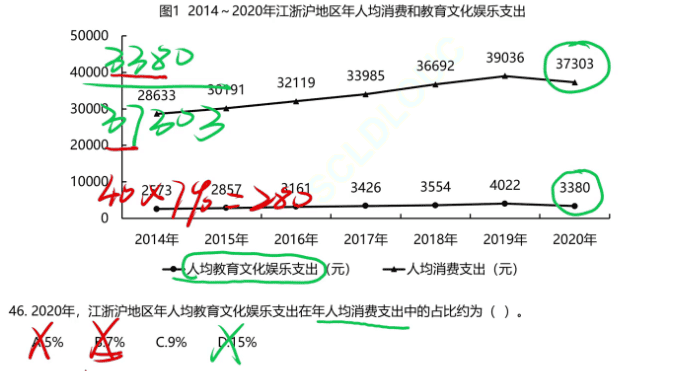 图1 2014～2020年江浙沪地区年人均消费和教育文化娱乐支出
50000
40000
30000
20000
10000
0
3380
37303
40×7%=280
28633 30791 32119 33985 36692 39036 37303
2573 2857 3161 3426 3554 4022 3380
2014年 2015年 2016年 2017年 2018年 2019年 2020年
人均教育文化娱乐支出（元） 人均消费支出（元）
46. 2020年，江浙沪地区年人均教育文化娱乐支出在年人均消费支出中的占比约为（ ）。
A.5% B.7% C.9% D.15%